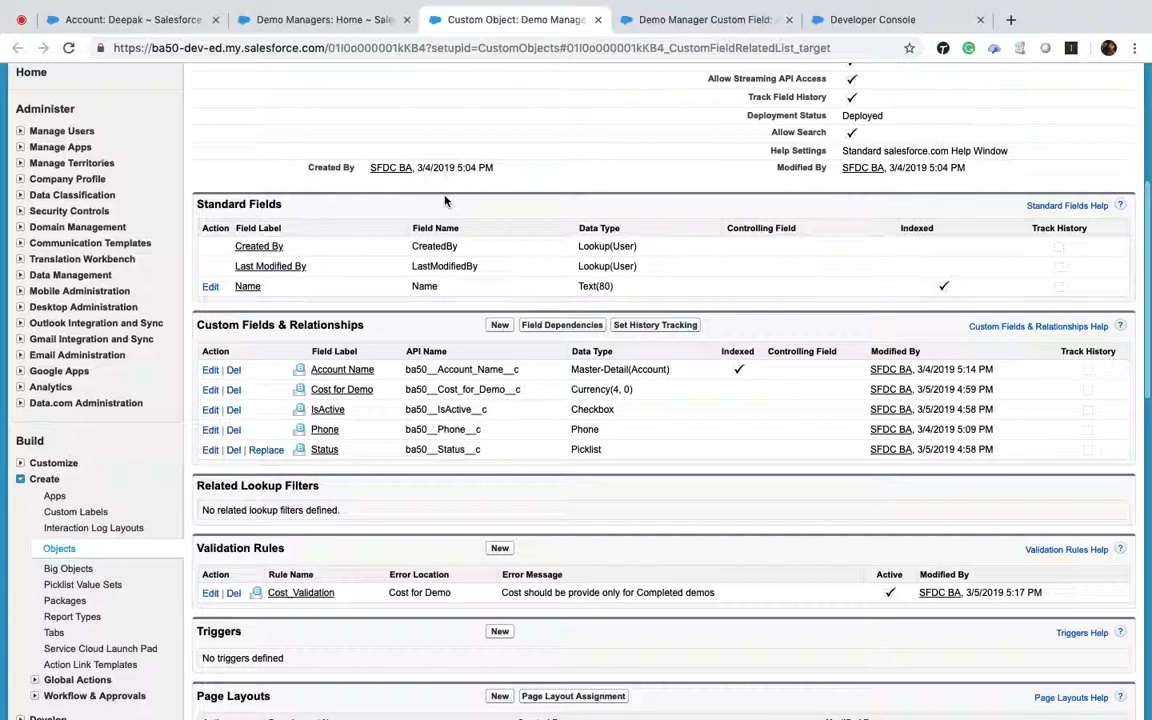 Account: Deepak ~ Salesforce
Demo Managers: Home ~ Sale
Custom Object: Demo Manage
Demo Manager Custom Field:
Developer Console
https://ba50-dev-ed.my.salesforce.com/01I0o000001kKB4?setupid=CustomObjects#01I0o000001kKB4_CustomFieldRelatedList_target
Home
Administer
Manage Users
Manage Apps
Manage Territories
Company Profile
Data Classification
Security Controls
Domain Management
Communication Templates
Translation Workbench
Data Management
Mobile Administration
Desktop Administration
Outlook Integration and Sync
Gmail Integration and Sync
Email Administration
Google Apps
Analytics
Data.com Administration
Build
Customize
Create
Apps
Custom Labels
Interaction Log Layouts
Objects
Big Objects
Picklist Value Sets
Packages
Report Types
Tabs
Service Cloud Launch Pad
Action Link Templates
Global Actions
Workflow & Approvals
Allow Streaming API Access
Track Field History
Deployment Status Deployed
Allow Search
Help Settings Standard salesforce.com Help Window
Created By SFDC BA, 3/4/2019 5:04 PM Modified By SFDC BA, 3/4/2019 5:04 PM
Standard Fields Standard Fields Help ?
Action Field Label Field Name Data Type Controlling Field Indexed Track History
Created By CreatedBy Lookup(User)
Last Modified By LastModifiedBy Lookup(User)
Edit Name Name Text(80)
Custom Fields & Relationships New Field Dependencies Set History Tracking Custom Fields & Relationships Help ?
Action Field Label API Name Data Type Indexed Controlling Field Modified By Track History
Edit | Del Account Name ba50__Account_Name__c Master-Detail(Account) SFDC BA, 3/4/2019 5:14 PM
Edit | Del Cost for Demo ba50__Cost_for_Demo__c Currency(4, 0) SFDC BA, 3/5/2019 4:59 PM
Edit | Del IsActive ba50__IsActive__c Checkbox SFDC BA, 3/5/2019 4:58 PM
Edit | Del Phone ba50__Phone__c Phone SFDC BA, 3/4/2019 5:09 PM
Edit | Del | Replace Status ba50__Status__c Picklist SFDC BA, 3/5/2019 4:58 PM
Related Lookup Filters
No related lookup filters defined.
Validation Rules New Validation Rules Help ?
Action Rule Name Error Location Error Message Active Modified By
Edit | Del Cost_Validation Cost for Demo Cost should be provide only for Completed demos SFDC BA, 3/5/2019 5:17 PM
Triggers New Triggers Help ?
No triggers defined
Page Layouts New Page Layout Assignment Page Layouts Help ?